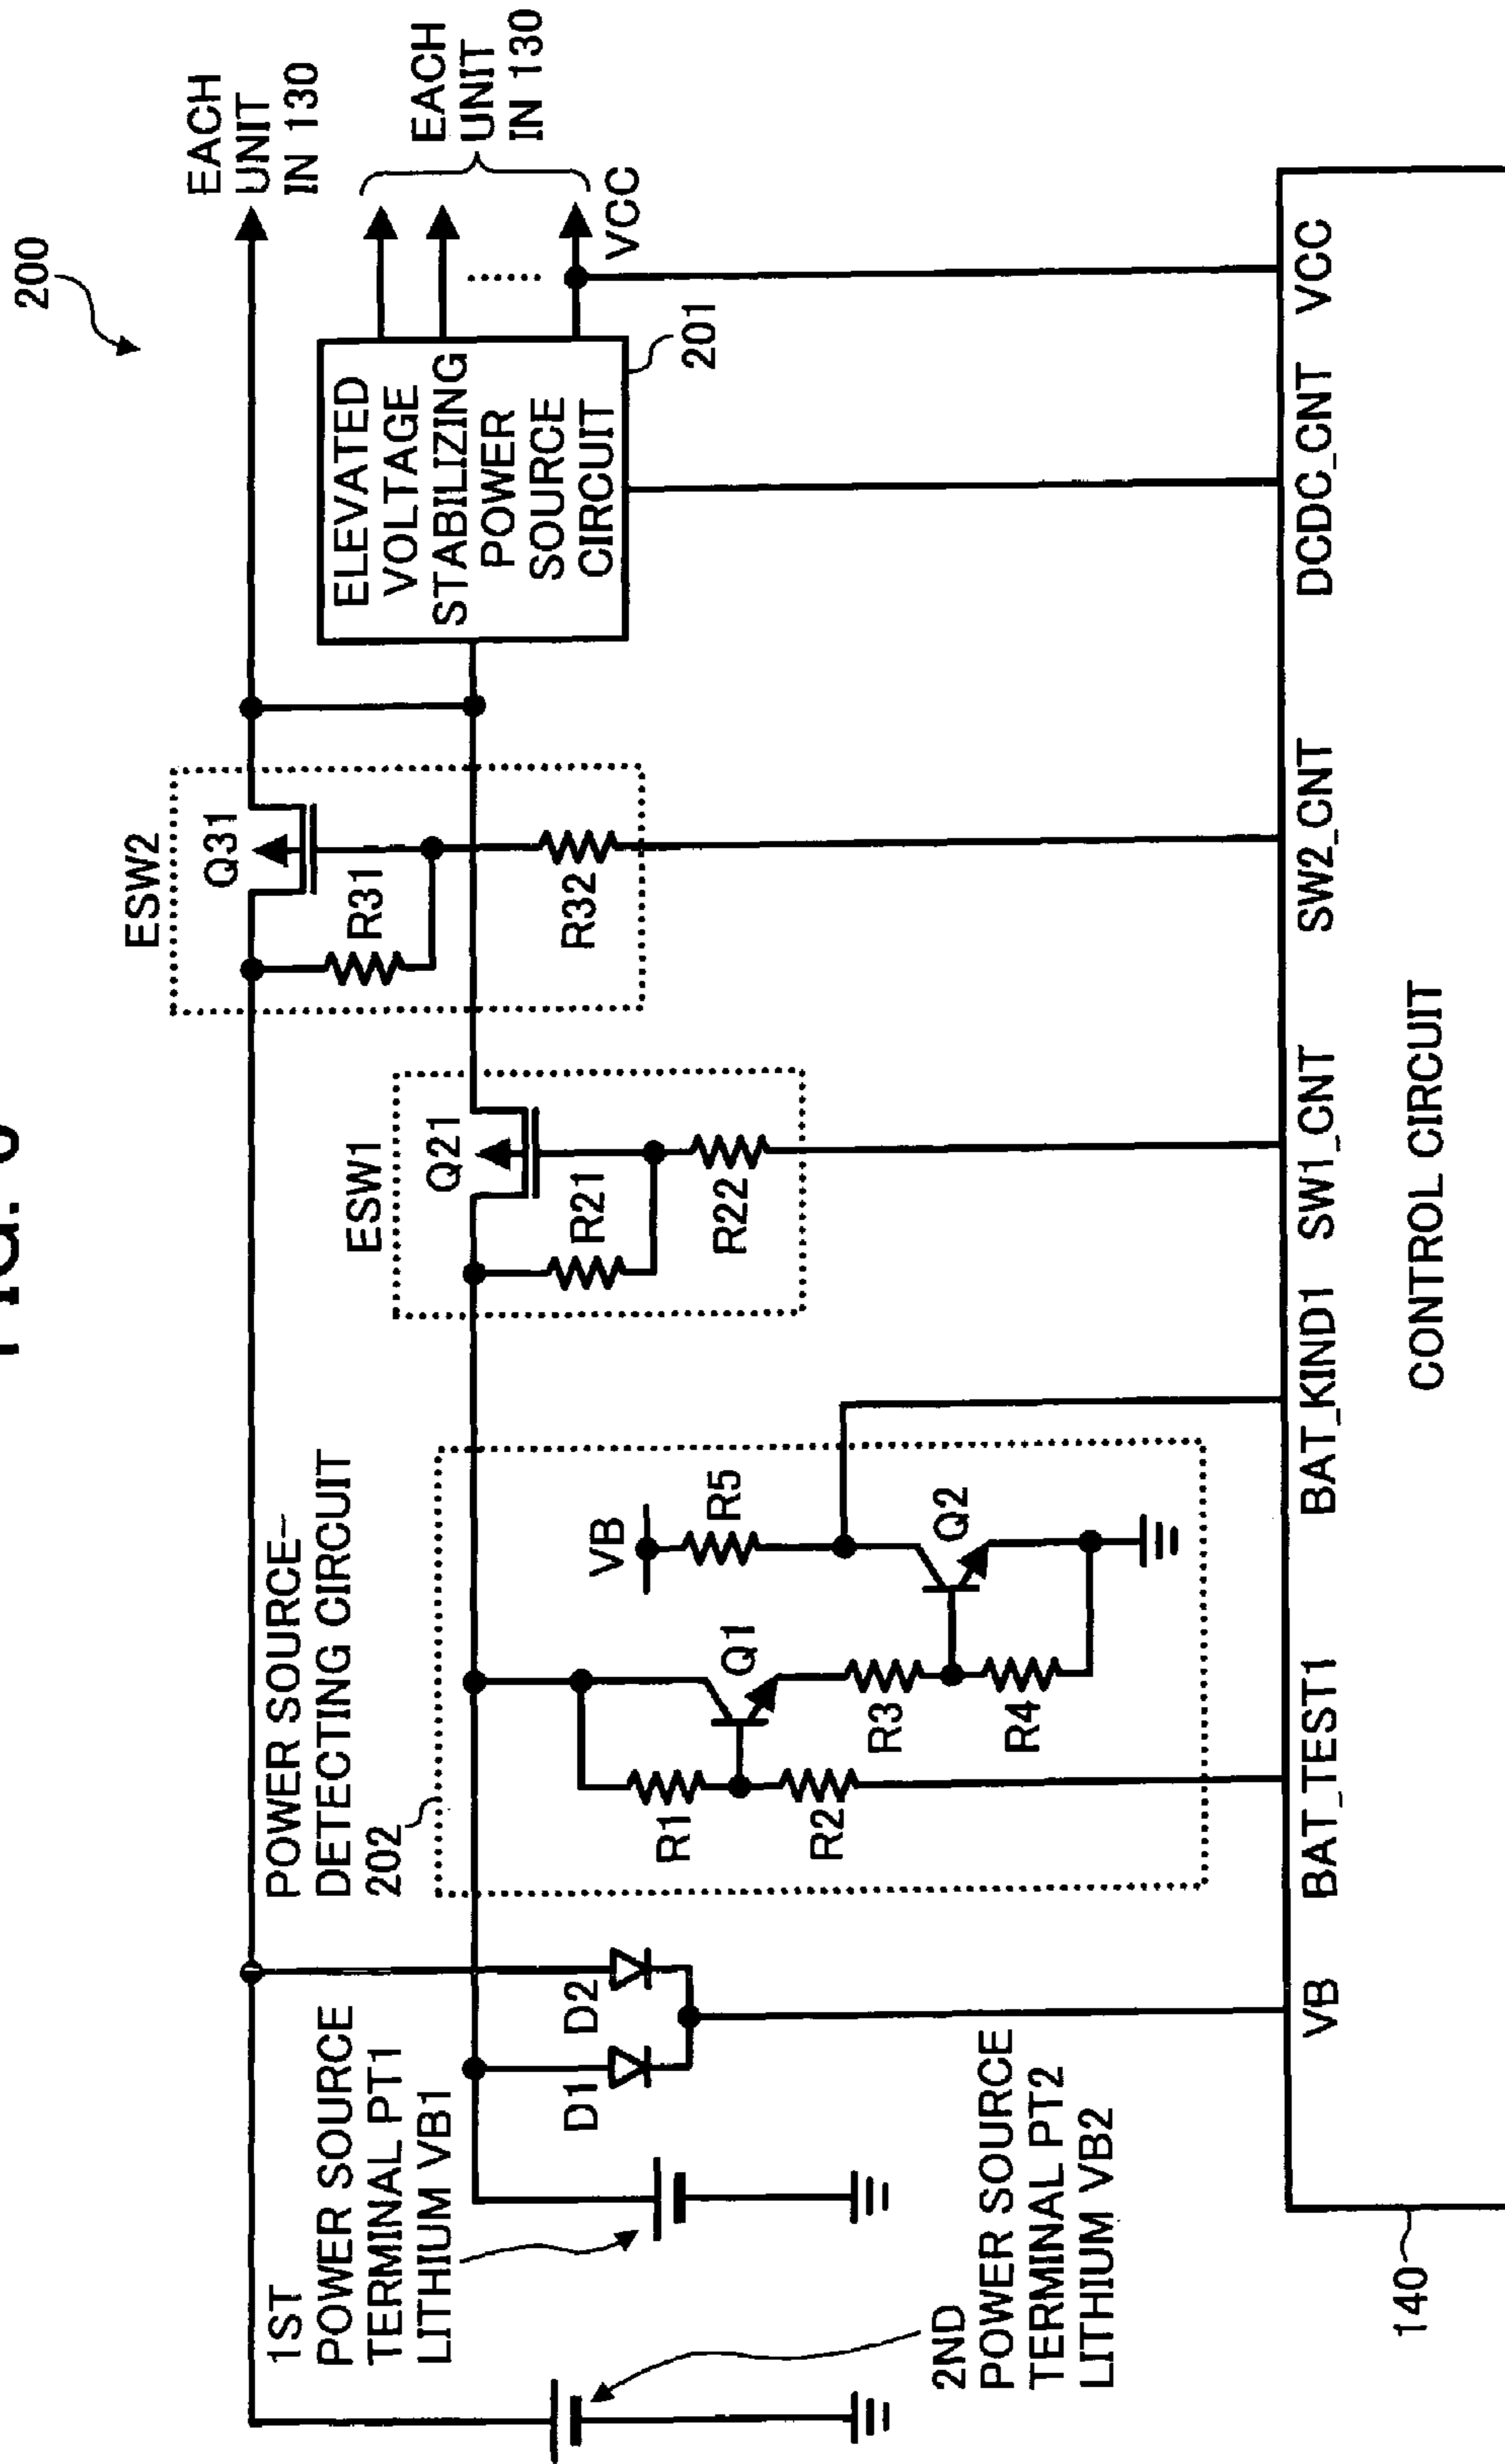 200
EACH
UNIT
IN 130
EACH
UNIT
IN 130
VCC
ESW2
Q31
R31
R32
ELEVATED
VOLTAGE
STABILIZING
POWER
SOURCE
CIRCUIT
201
ESW1
Q21
R21
R22
POWER SOURCE-
DETECTING CIRCUIT
202
VB
R5
Q1
Q2
R1
R2
R3
R4
D1
D2
1ST
POWER SOURCE
TERMINAL PT1
LITHIUM VB1
2ND
POWER SOURCE
TERMINAL PT2
LITHIUM VB2
VB
BAT_TEST1
BAT_KIND1
SW1_CNT
SW2_CNT
DCDC_CNT
VCC
CONTROL CIRCUIT
140